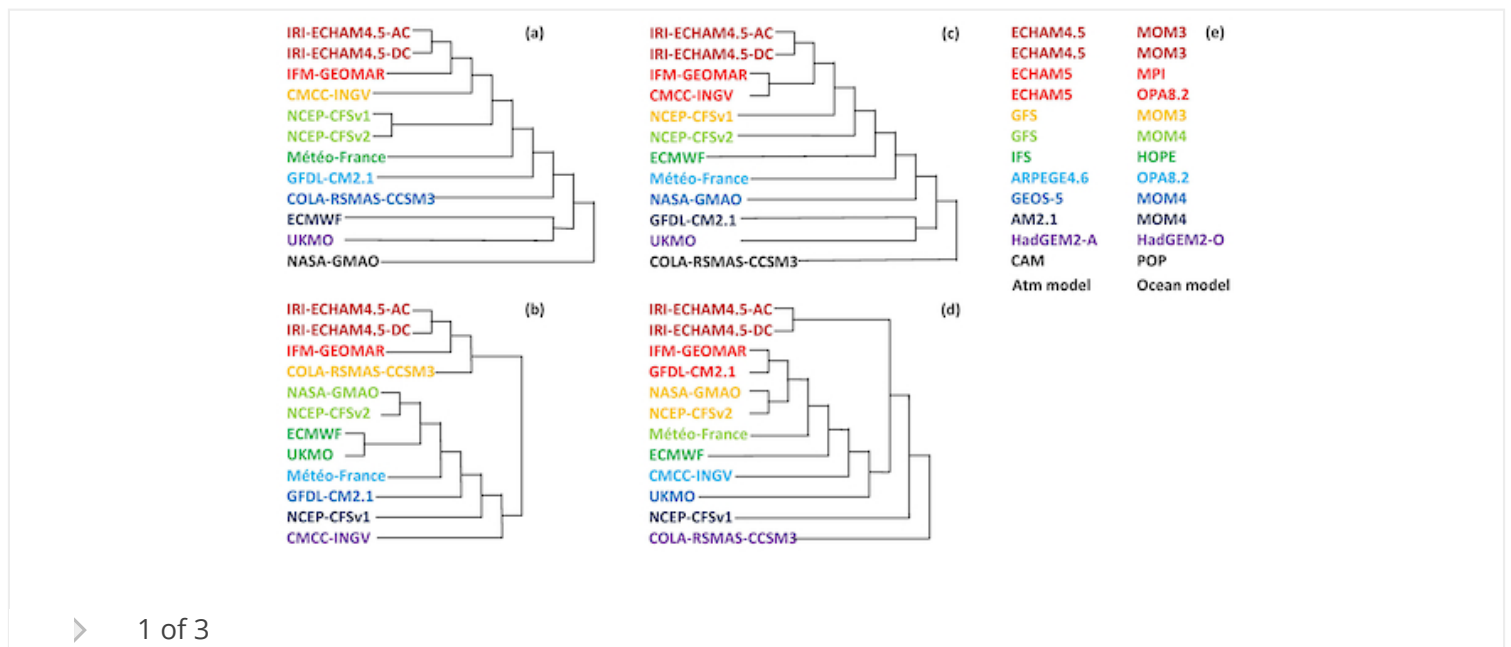 (a)
IRI-ECHAM4.5-AC
IRI-ECHAM4.5-DC
IFM-GEOMAR
CMCC-INGV
NCEP-CFSv1
NCEP-CFSv2
Météo-France
GFDL-CM2.1
COLA-RSMAS-CCSM3
ECMWF
UKMO
NASA-GMAO
(c)
IRI-ECHAM4.5-AC
IRI-ECHAM4.5-DC
IFM-GEOMAR
CMCC-INGV
NCEP-CFSv1
NCEP-CFSv2
ECMWF
Météo-France
NASA-GMAO
GFDL-CM2.1
UKMO
COLA-RSMAS-CCSM3
ECHAM4.5 MOM3 (e)
ECHAM4.5 MOM3
ECHAM5 MPI
ECHAM5 OPA8.2
GFS MOM3
GFS MOM4
IFS HOPE
ARPEGE4.6 OPA8.2
GEOS-5 MOM4
AM2.1 MOM4
HadGEM2-A HadGEM2-O
CAM POP
Atm model Ocean model
(b)
IRI-ECHAM4.5-AC
IRI-ECHAM4.5-DC
IFM-GEOMAR
COLA-RSMAS-CCSM3
NASA-GMAO
NCEP-CFSv2
ECMWF
UKMO
Météo-France
GFDL-CM2.1
NCEP-CFSv1
CMCC-INGV
(d)
IRI-ECHAM4.5-AC
IRI-ECHAM4.5-DC
IFM-GEOMAR
GFDL-CM2.1
NASA-GMAO
NCEP-CFSv2
Météo-France
ECMWF
CMCC-INGV
UKMO
NCEP-CFSv1
COLA-RSMAS-CCSM3
1 of 3